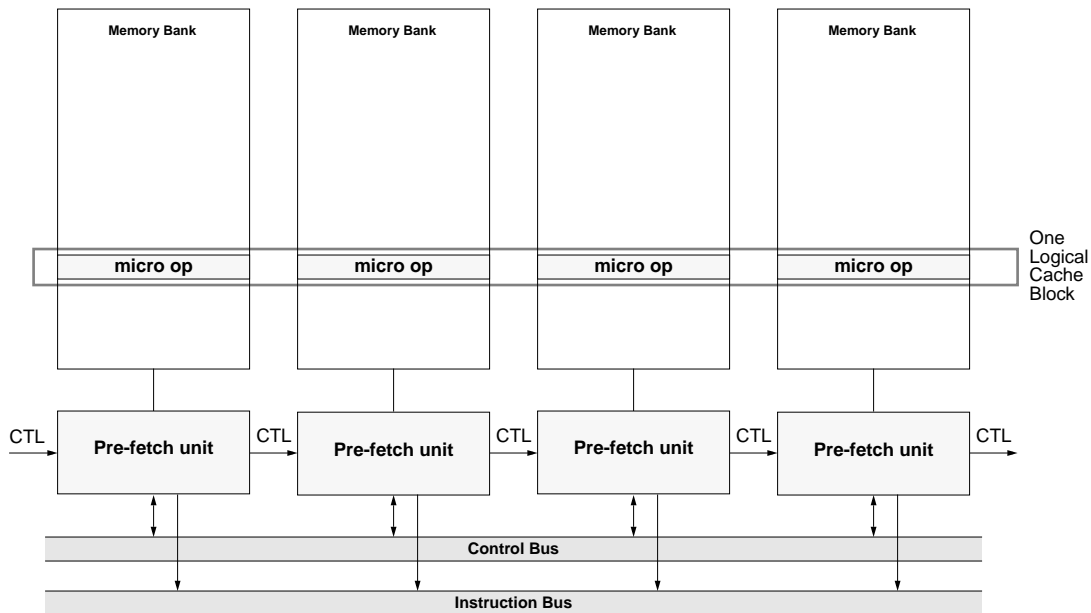 Memory Bank
Memory Bank
Memory Bank
Memory Bank
micro op
micro op
micro op
micro op
One
Logical
Cache
Block
CTL
Pre-fetch unit
CTL
Pre-fetch unit
CTL
Pre-fetch unit
CTL
Pre-fetch unit
CTL
Control Bus
Instruction Bus